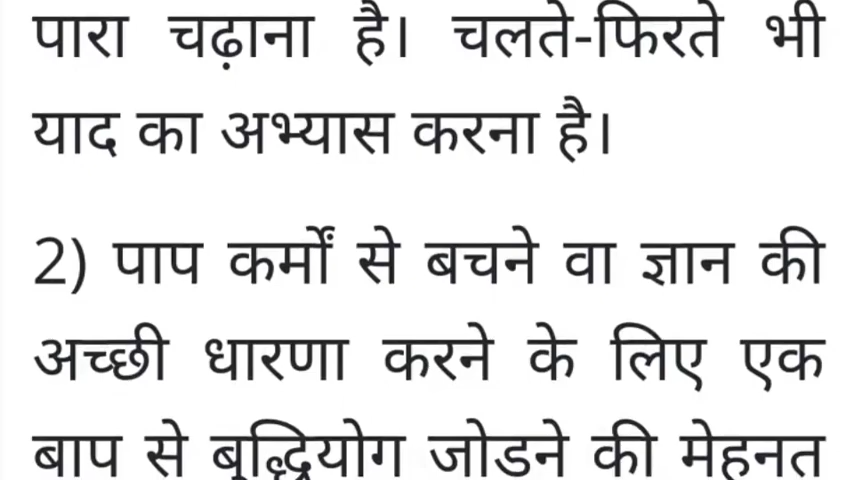 पारा चढ़ाना है। चलते-फिरते भी
याद का अभ्यास करना है।
2) पाप कर्मों से बचने वा ज्ञान की
अच्छी धारणा करने के लिए एक
बाप से बुद्धियोग जोडने की मेहनत